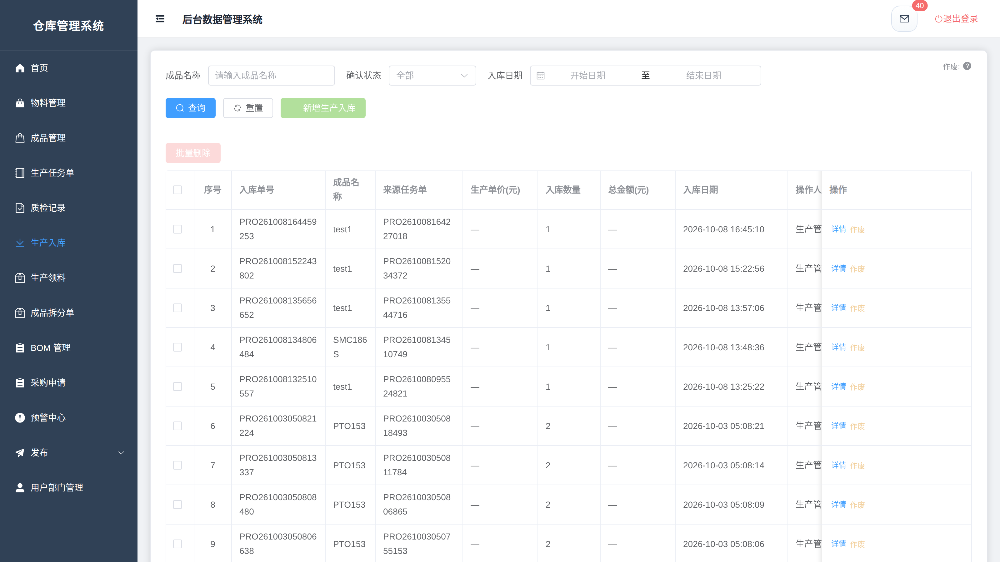 仓库管理系统
首页
物料管理
成品管理
生产任务单
质检记录
生产入库
生产领料
成品拆分单
BOM 管理
采购申请
预警中心
发布
用户部门管理
后台数据管理系统
40
退出登录
成品名称 请输入成品名称 确认状态 全部 入库日期 开始日期 至 结束日期
作废:
查询 重置 新增生产入库
批量删除
序号 入库单号 成品名称 来源任务单 生产单价(元) 入库数量 总金额(元) 入库日期 操作人 操作
1 PRO261008164459253 test1 PRO261008164227018 — 1 — 2026-10-08 16:45:10 生产管 详情 作废
2 PRO261008152243802 test1 PRO261008152034372 — 1 — 2026-10-08 15:22:56 生产管 详情 作废
3 PRO261008135656652 test1 PRO261008135544716 — 1 — 2026-10-08 13:57:06 生产管 详情 作废
4 PRO261008134806484 SMC186S PRO261008134510749 — 1 — 2026-10-08 13:48:36 生产管 详情 作废
5 PRO261008132510557 test1 PRO261008095524821 — 1 — 2026-10-08 13:25:22 生产管 详情 作废
6 PRO261003050821224 PTO153 PRO261003050818493 — 2 — 2026-10-03 05:08:21 生产管 详情 作废
7 PRO261003050813337 PTO153 PRO261003050811784 — 2 — 2026-10-03 05:08:14 生产管 详情 作废
8 PRO261003050808480 PTO153 PRO261003050806865 — 2 — 2026-10-03 05:08:09 生产管 详情 作废
9 PRO261003050806638 PTO153 PRO261003050755153 — 2 — 2026-10-03 05:08:06 生产管 详情 作废